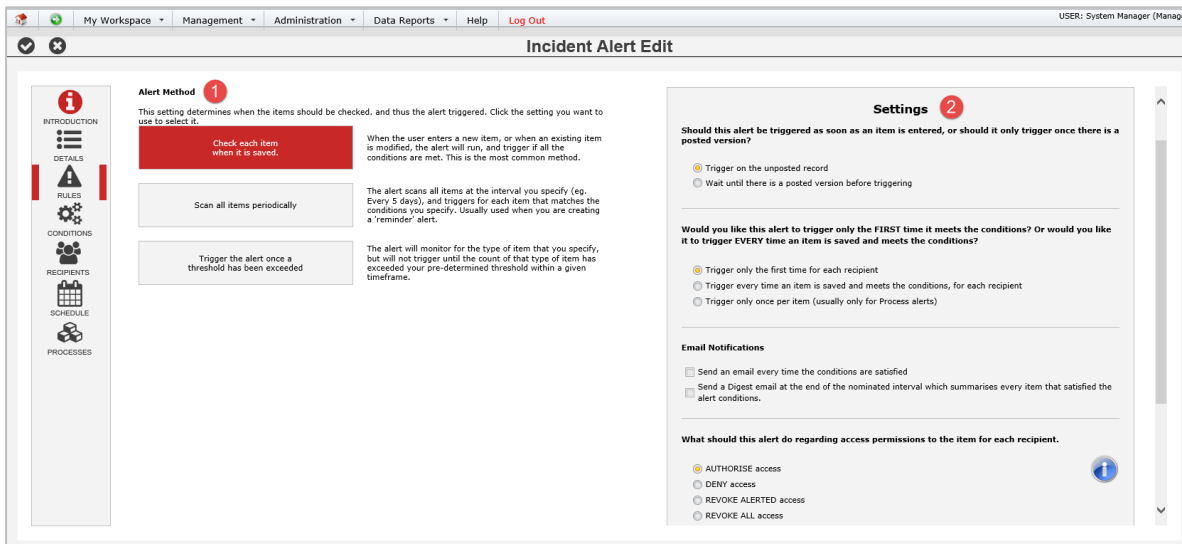 My Workspace Management Administration Data Reports Help Log Out
USER: System Manager (Manag
Incident Alert Edit
INTRODUCTION
DETAILS
RULES
CONDITIONS
RECIPIENTS
SCHEDULE
PROCESSES
Alert Method 1
This setting determines when the items should be checked. and thus the alert triggered. Click the setting you want to
use to select it.
Check each item
when it is saved.
When the user enters a new item, or when an existing item
is modified, the alert will run, and trigger if all the
conditions are met. This is the most common method.
Scan all items periodically
The alert scans all items at the interval you specify (eg.
Every 5 days), and triggers for each item that matches the
conditions you specify. Usually used when you are creating
a 'reminder' alert.
Trigger the alert once a
threshold has been exceeded
The alert will monitor for the type of item that you specify,
but will not trigger until the count of that type of item has
exceeded your pre-determined threshold within a given
timeframe.
Settings 2
Should this alert be triggered as soon as an item is entered, or should it only trigger once there is a
posted version?
Trigger on the unposted record
Wait until there is a posted version before triggering
Would you like this alert to trigger only the FIRST time it meets the conditions? Or would you like
it to trigger EVERY time an item is saved and meets the conditions?
Trigger only the first time for each recipient
Trigger every time an item is saved and meets the conditions, for each recipient
Trigger only once per item (usually only for Process alerts)
Email Notifications
Send an email every time the conditions are satisfied
Send a Digest email at the end of the nominated interval which summarises every item that satisfied the
alert conditions.
What should this alert do regarding access permissions to the item for each recipient.
AUTHORISE access
DENY access
REVOKE ALERTED access
REVOKE ALL access